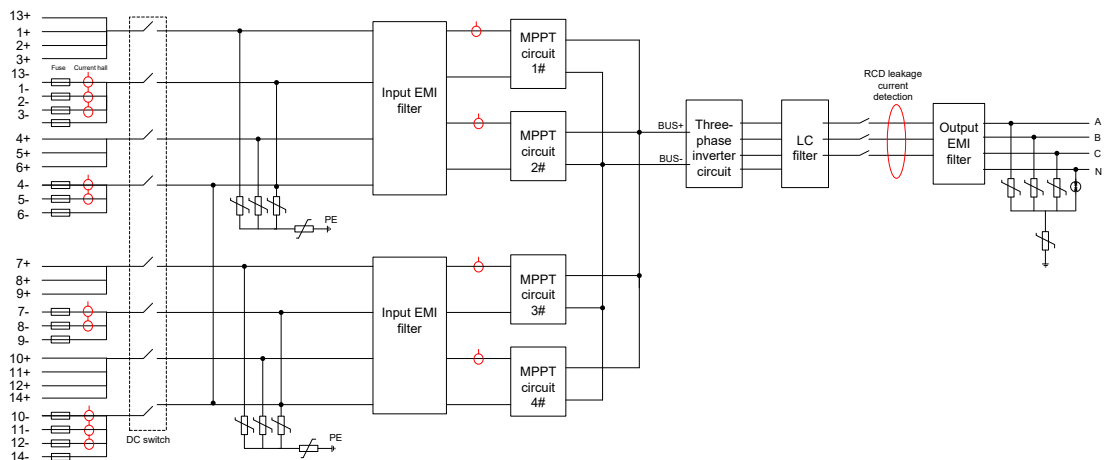 13+
1+
2+
3+
13-
Fuse
Current hall
1-
2-
3-
4+
5+
6+
4-
5-
6-
7+
8+
9+
7-
8-
9-
10+
11+
12+
14+
10-
11-
12-
14-
DC switch
PE
PE
Input EMI
filter
Input EMI
filter
MPPT
circuit
1#
MPPT
circuit
2#
MPPT
circuit
3#
MPPT
circuit
4#
BUS+
BUS-
Three-
phase
inverter
circuit
LC
filter
RCD leakage
current
detection
Output
EMI
filter
A
B
C
N